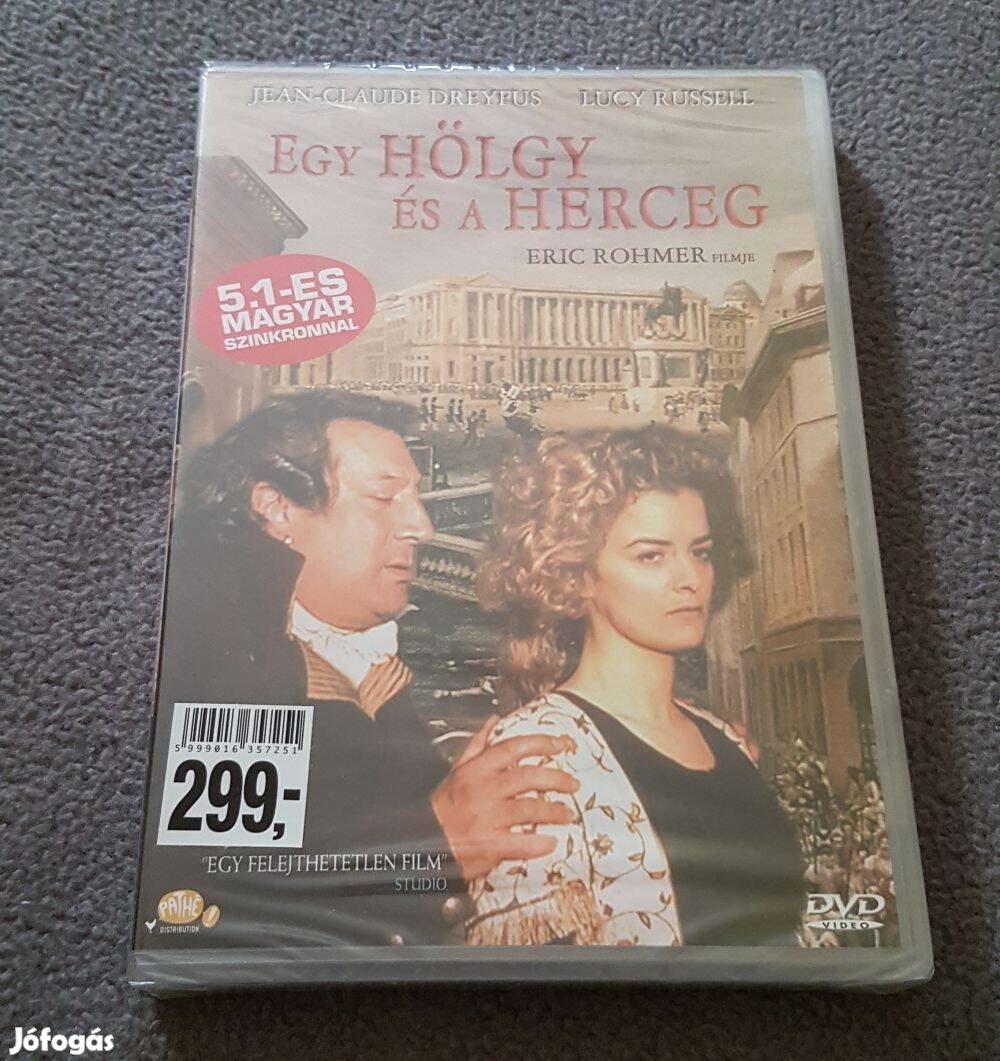 JEAN-CLAUDE DREYFUS LUCY RUSSELL
EGY HÖLGY
ÉS A HERCEG
ERIC ROHMER FILMJE
5.1-ES
MAGYAR
SZINKRONNAL
5 999016 357251
299,-
"EGY FELEJTHETETLEN FILM"
STUDIO
PATHE!
DISTRIBUTION
DVD
VIDEO
Jófogás